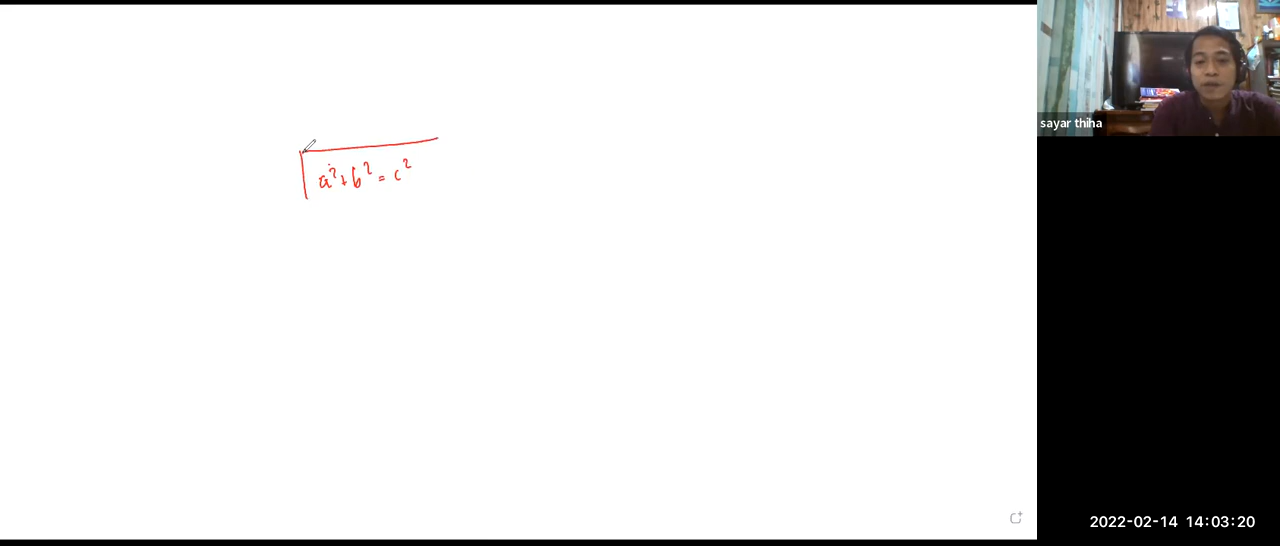 a² + b² = c²
sayar thiha
2022-02-14 14:03:20